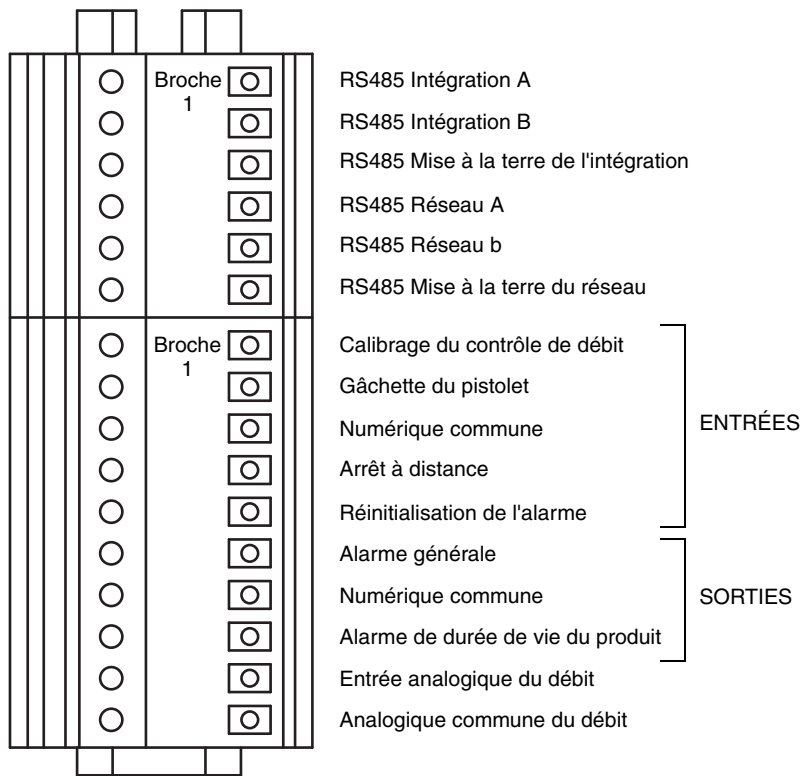 Broche
1
RS485 Intégration A
RS485 Intégration B
RS485 Mise à la terre de l'intégration
RS485 Réseau A
RS485 Réseau b
RS485 Mise à la terre du réseau
Broche
1
Calibrage du contrôle de débit
Gâchette du pistolet
Numérique commune
Arrêt à distance
Réinitialisation de l'alarme
ENTRÉES
Alarme générale
Numérique commune
Alarme de durée de vie du produit
SORTIES
Entrée analogique du débit
Analogique commune du débit